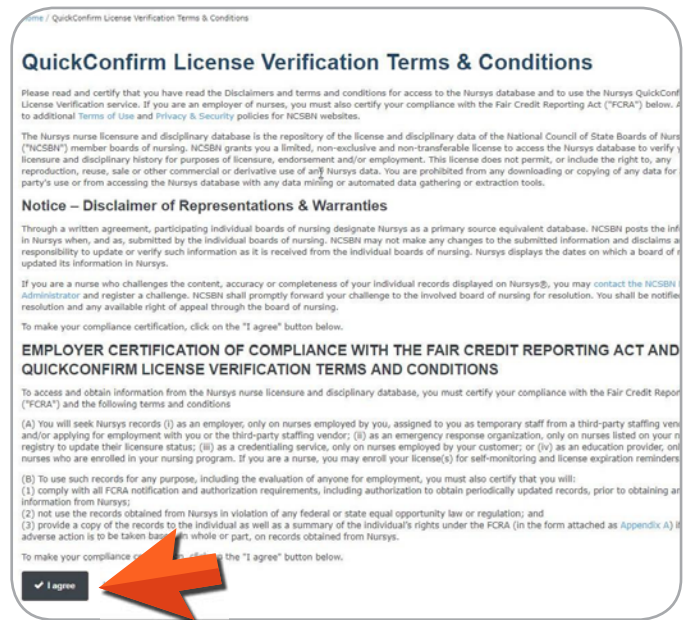 Home / QuickConfirm License Verification Terms & Conditions
QuickConfirm License Verification Terms & Conditions
Please read and certify that you have read the Disclaimers and terms and conditions for access to the Nursys database and to use the Nursys QuickConf
License Verification service. If you are an employer of nurses, you must also certify your compliance with the Fair Credit Reporting Act ("FCRA") below. A
to additional Terms of Use and Privacy & Security policies for NCSBN websites.
The Nursys nurse licensure and disciplinary database is the repository of the license and disciplinary data of the National Council of State Boards of Nurs
("NCSBN") member boards of nursing. NCSBN grants you a limited, non-exclusive and non-transferable license to access the Nursys database to verify
licensure and disciplinary history for purposes of licensure, endorsement and/or employment. This license does not permit, or include the right to, any
reproduction, reuse, sale or other commercial or derivative use of any Nursys data. You are prohibited from any downloading or copying of any data for
party's use or from accessing the Nursys database with any data mining or automated data gathering or extraction tools.
Notice – Disclaimer of Representations & Warranties
Through a written agreement, participating individual boards of nursing designate Nursys as a primary source equivalent database. NCSBN posts the inf
in Nursys when, and as, submitted by the individual boards of nursing. NCSBN may not make any changes to the submitted information and disclaims a
responsibility to update or verify such information as it is received from the individual boards of nursing. Nursys displays the dates on which a board of
updated its information in Nursys.
If you are a nurse who challenges the content, accuracy or completeness of your individual records displayed on Nursys®, you may contact the NCSBN
Administrator and register a challenge. NCSBN shall promptly forward your challenge to the involved board of nursing for resolution. You shall be notifie
resolution and any available right of appeal through the board of nursing.
To make your compliance certification, click on the "I agree" button below.
EMPLOYER CERTIFICATION OF COMPLIANCE WITH THE FAIR CREDIT REPORTING ACT AND
QUICKCONFIRM LICENSE VERIFICATION TERMS AND CONDITIONS
To access and obtain information from the Nursys nurse licensure and disciplinary database, you must certify your compliance with the Fair Credit Repor
("FCRA") and the following terms and conditions
(A) You will seek Nursys records (i) as an employer, only on nurses employed by you, assigned to you as temporary staff from a third-party staffing ven
and/or applying for employment with you or the third-party staffing vendor; (ii) as an emergency response organization, only on nurses listed on your
registry to update their licensure status; (iii) as a credentialing service, only on nurses employed by your customer; or (iv) as an education provider, onl
nurses who are enrolled in your nursing program. If you are a nurse, you may enroll your license(s) for self-monitoring and license expiration reminders
(B) To use such records for any purpose, including the evaluation of anyone for employment, you must also certify that you will:
(1) comply with all FCRA notification and authorization requirements, including authorization to obtain periodically updated records, prior to obtaining
information from Nursys;
(2) not use the records obtained from Nursys in violation of any federal or state equal opportunity law or regulation; and
(3) provide a copy of the records to the individual as well as a summary of the individual's rights under the FCRA (in the form attached as Appendix A)
adverse action is to be taken based in whole or part, on records obtained from Nursys.
To make your compliance the "I agree" button below.
✔ I agree